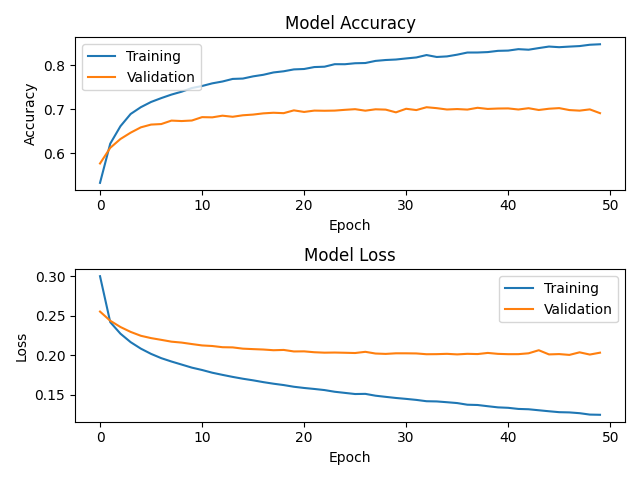 Model Accuracy
Training
Validation
Accuracy
0.8
0.7
0.6
0 10 20 30 40 50
Epoch
Model Loss
Training
Validation
Loss
0.30
0.25
0.20
0.15
0 10 20 30 40 50
Epoch